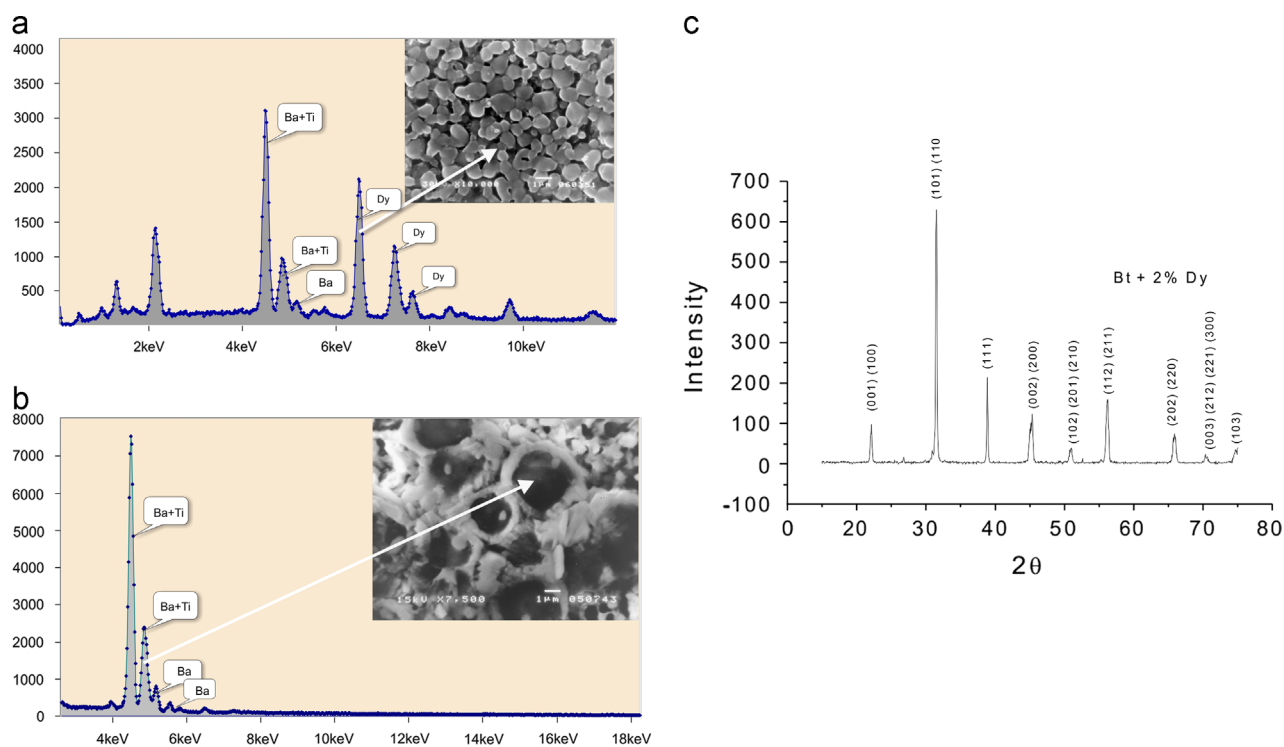 a
4000
3500
3000
2500
2000
1500
1000
500
2keV 4keV 6keV 8keV 10keV
Ba+Ti
Ba+Ti
Ba
Dy
Dy
Dy
X10,000 1μm
b
8000
7000
6000
5000
4000
3000
2000
1000
0
4keV 6keV 8keV 10keV 12keV 14keV 16keV 18keV
Ba+Ti
Ba+Ti
Ba
Ba
15kV X7,500 1μm 050743
c
Intensity
700
600
500
400
300
200
100
0
-100
0 10 20 30 40 50 60 70 80
2θ
Bt + 2% Dy
(001) (100)
(101) (110
(111)
(002) (200)
(102) (201) (210)
(112) (211)
(202) (220)
(003) (212) (221) (300)
(103)